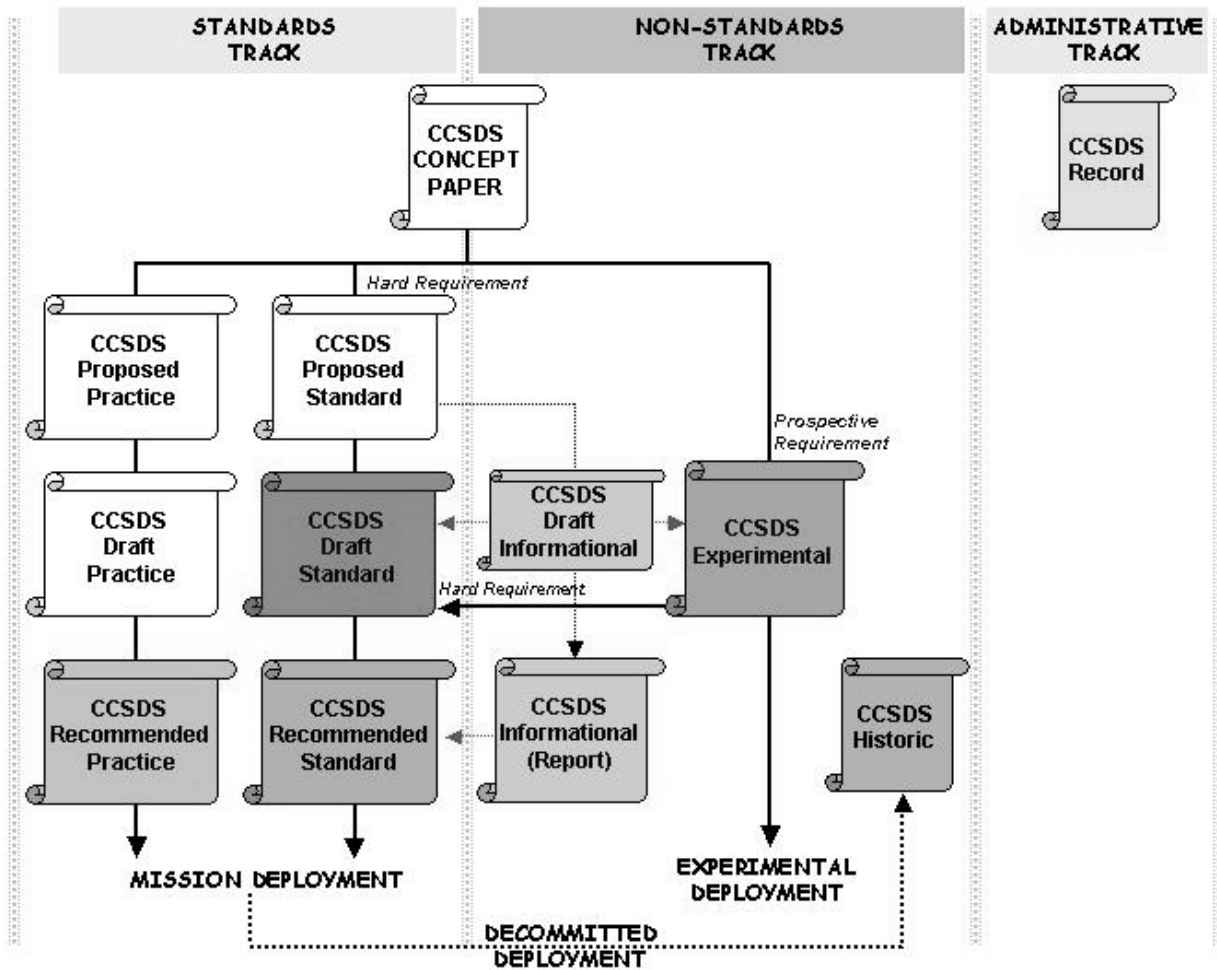 STANDARDS
TRACK
NON-STANDARDS
TRACK
ADMINISTRATIVE
TRACK
CCSDS
CONCEPT
PAPER
CCSDS
Record
Hard Requirement
CCSDS
Proposed
Practice
CCSDS
Proposed
Standard
Prospective
Requirement
CCSDS
Draft
Practice
CCSDS
Draft
Standard
CCSDS
Draft
Informational
CCSDS
Experimental
Hard Requirement
CCSDS
Recommended
Practice
CCSDS
Recommended
Standard
CCSDS
Informational
(Report)
CCSDS
Historic
MISSION DEPLOYMENT
EXPERIMENTAL
DEPLOYMENT
DECOMMITTED
DEPLOYMENT